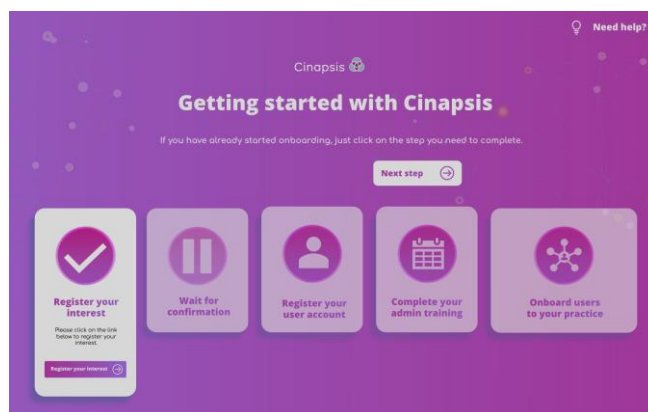 Need help?
Cinapsis
Getting started with Cinapsis
If you have already started onboarding, just click on the step you need to complete.
Next step
Register your
interest
Please click on the link
below to register your
interest.
Register your interest
Wait for
confirmation
Register your
user account
Complete your
admin training
Onboard users
to your practice